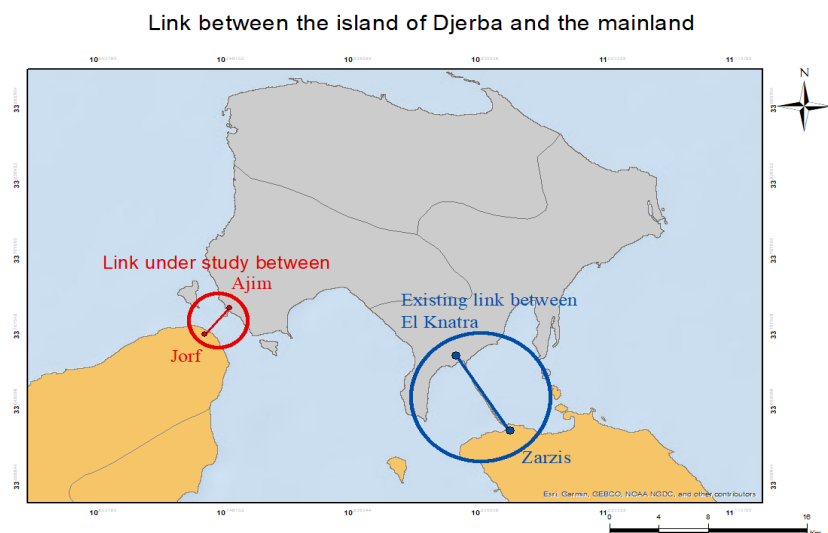 Link between the island of Djerba and the mainland
N
Link under study between
Ajim
Existing link between
El Knatra
Jorf
Zarzis
Esri, Garmin, GEBCO, NOAA NGDC, and other contributors
0 4 8 16
Km